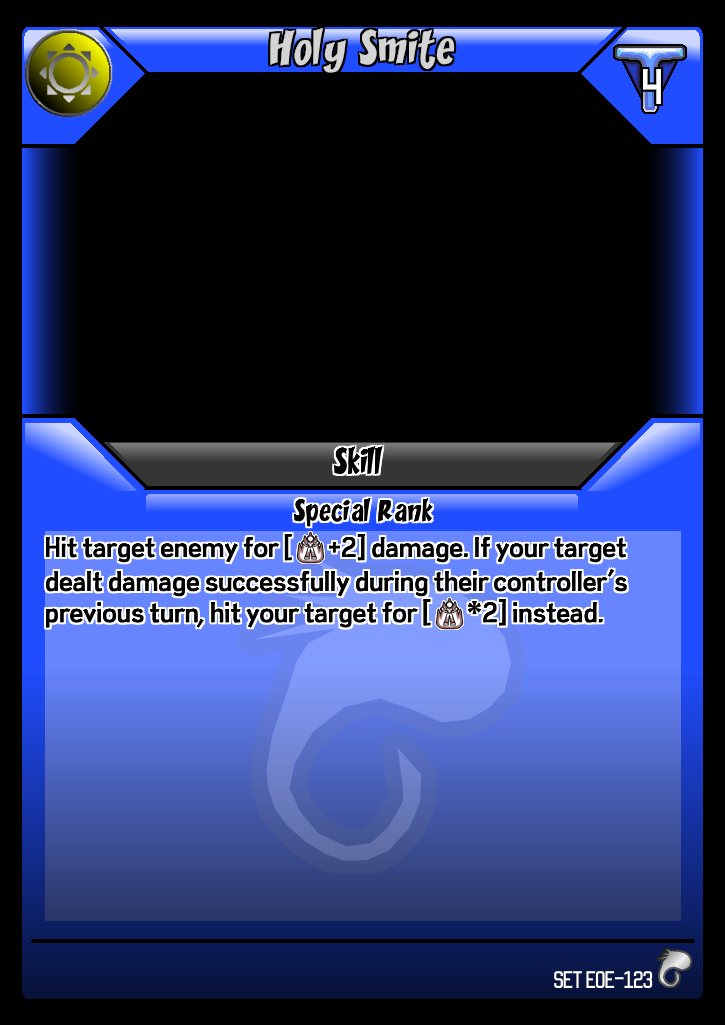 Holy Smite
4
Skill
Special Rank
Hit target enemy for [ +2] damage. If your target
dealt damage successfully during their controller's
previous turn, hit your target for [ *2] instead.
SET EOE-123